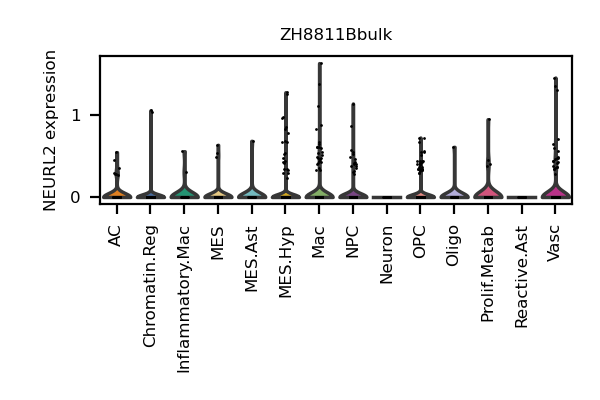 ZH8811Bbulk
NEURL2 expression
1
0
AC
Chromatin.Reg
Inflammatory.Mac
MES
MES.Ast
MES.Hyp
Mac
NPC
Neuron
OPC
Oligo
Prolif.Metab
Reactive.Ast
Vasc